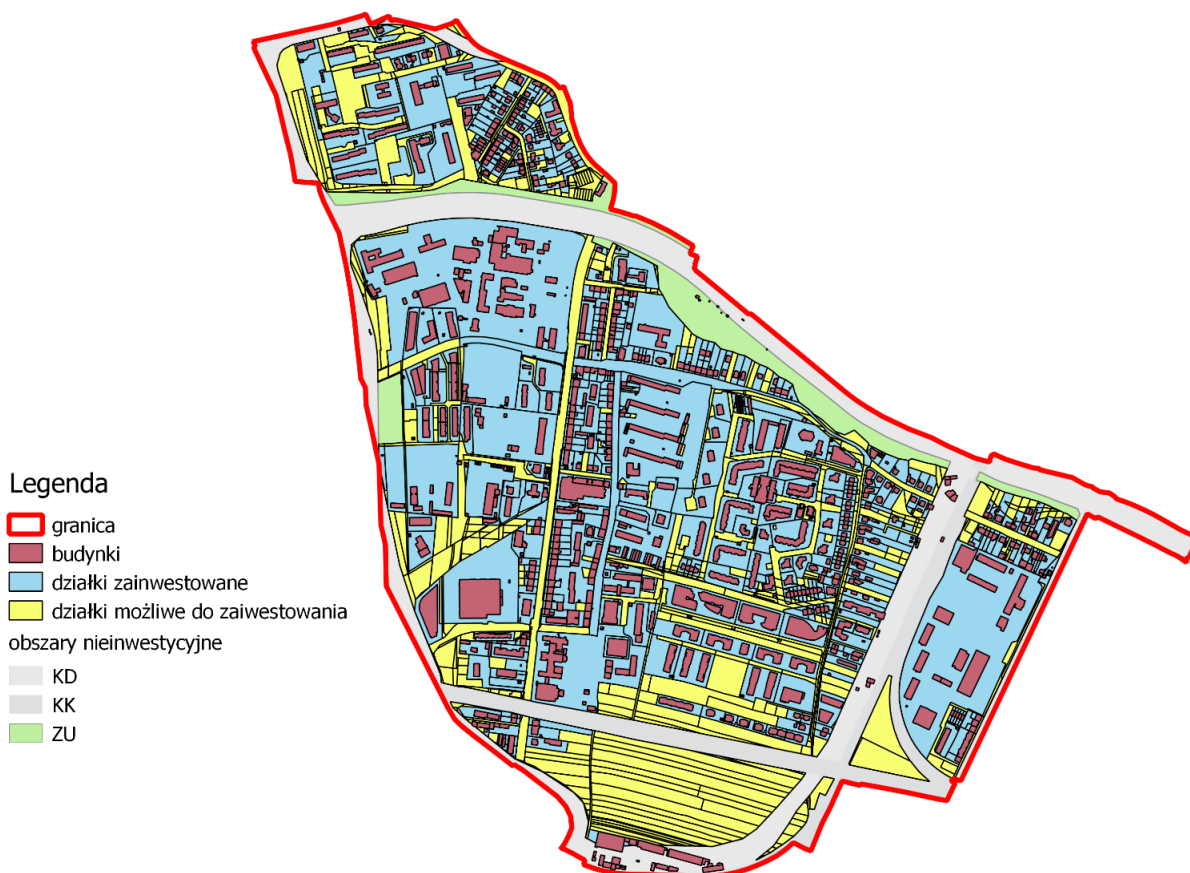 Legenda
granica
budynki
działki zainwestowane
działki możliwe do zaiwestowania
obszary nieinwestycyjne
KD
KK
ZU